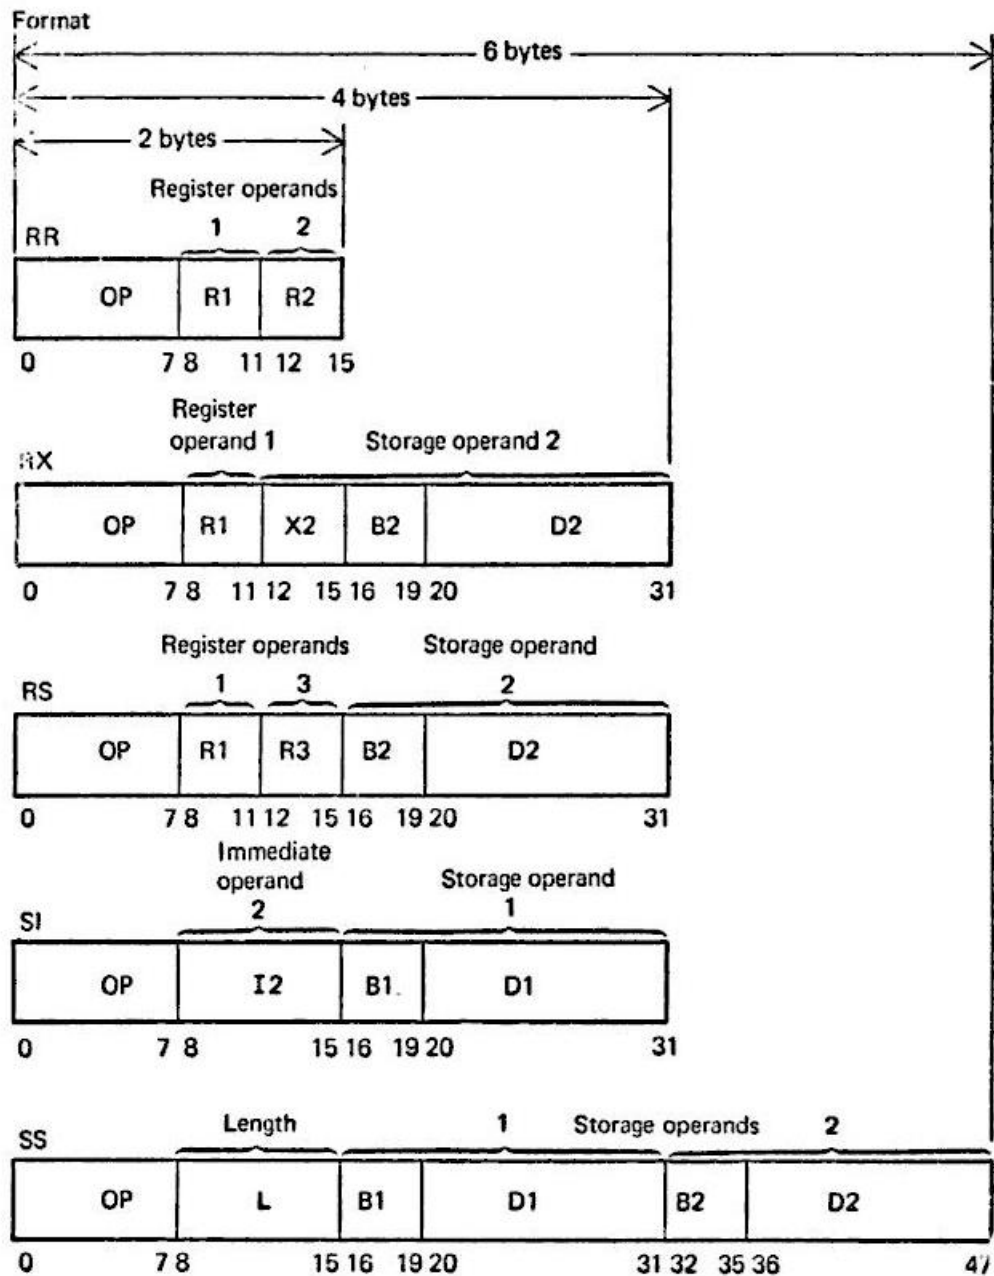 Format
6 bytes
4 bytes
2 bytes
Register operands
1 2
RR
OP R1 R2
0 7 8 11 12 15
Register
operand 1 Storage operand 2
RX
OP R1 X2 B2 D2
0 7 8 11 12 15 16 19 20 31
Register operands Storage operand
1 3 2
RS
OP R1 R3 B2 D2
0 7 8 11 12 15 16 19 20 31
Immediate
operand Storage operand
2 1
SI
OP I2 B1 D1
0 7 8 15 16 19 20 31
Length 1 Storage operands 2
SS
OP L B1 D1 B2 D2
0 7 8 15 16 19 20 31 32 35 36 47